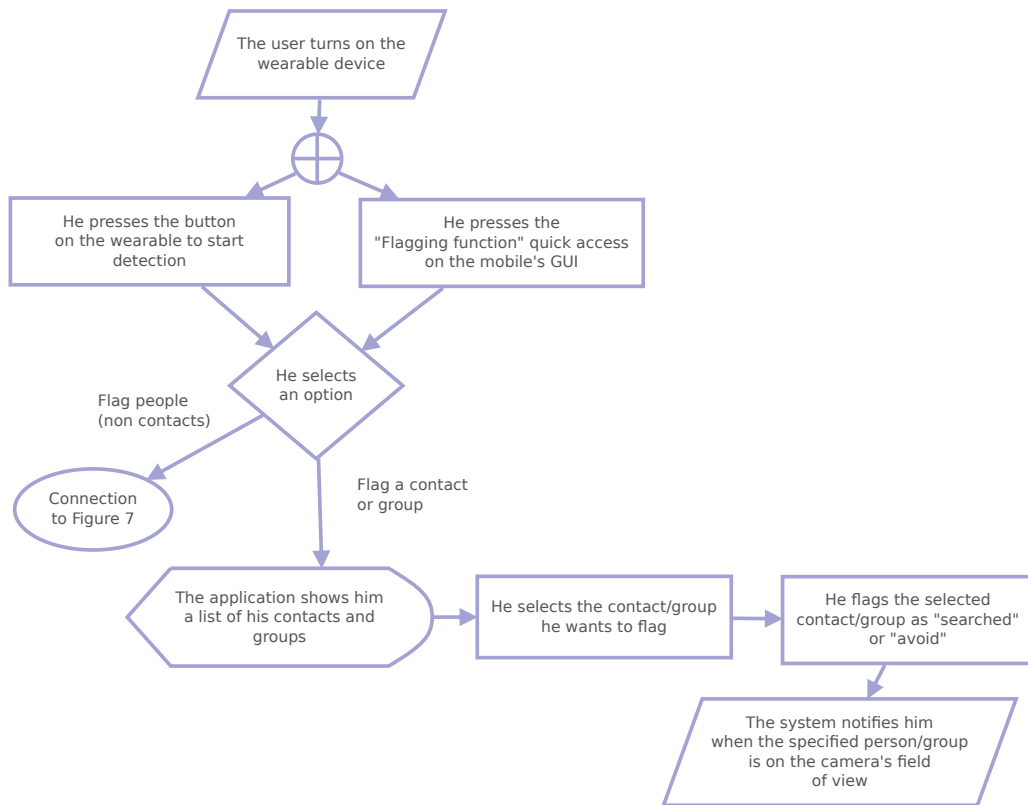 The user turns on the
wearable device
He presses the button
on the wearable to start
detection
He presses the
"Flagging function" quick access
on the mobile's GUI
He selects
an option
Flag people
(non contacts)
Connection
to Figure 7
Flag a contact
or group
The application shows him
a list of his contacts and
groups
He selects the contact/group
he wants to flag
He flags the selected
contact/group as "searched"
or "avoid"
The system notifies him
when the specified person/group
is on the camera's field
of view